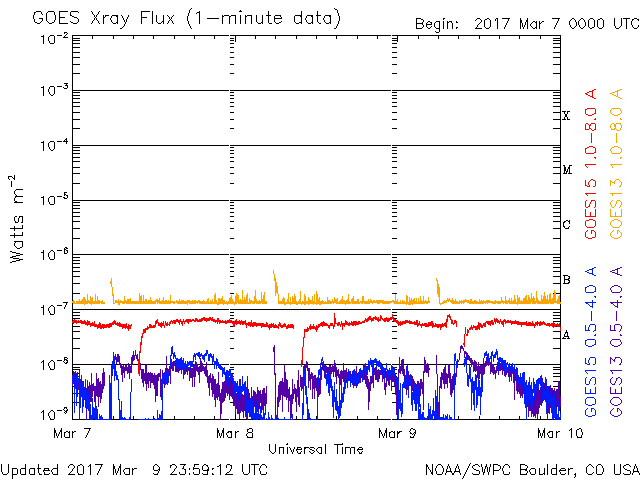 GOES Xray Flux (1-minute data)
Begin: 2017 Mar 7 0000 UTC
10⁻²
10⁻³
10⁻⁴
10⁻⁵
10⁻⁶
10⁻⁷
10⁻⁸
10⁻⁹
Watts m⁻²
X
M
C
B
A
GOES15 1.0-8.0 A
GOES13 1.0-8.0 A
GOES15 0.5-4.0 A
GOES13 0.5-4.0 A
Mar 7
Mar 8
Mar 9
Mar 10
Universal Time
Updated 2017 Mar 9 23:59:12 UTC
NOAA/SWPC Boulder, CO USA